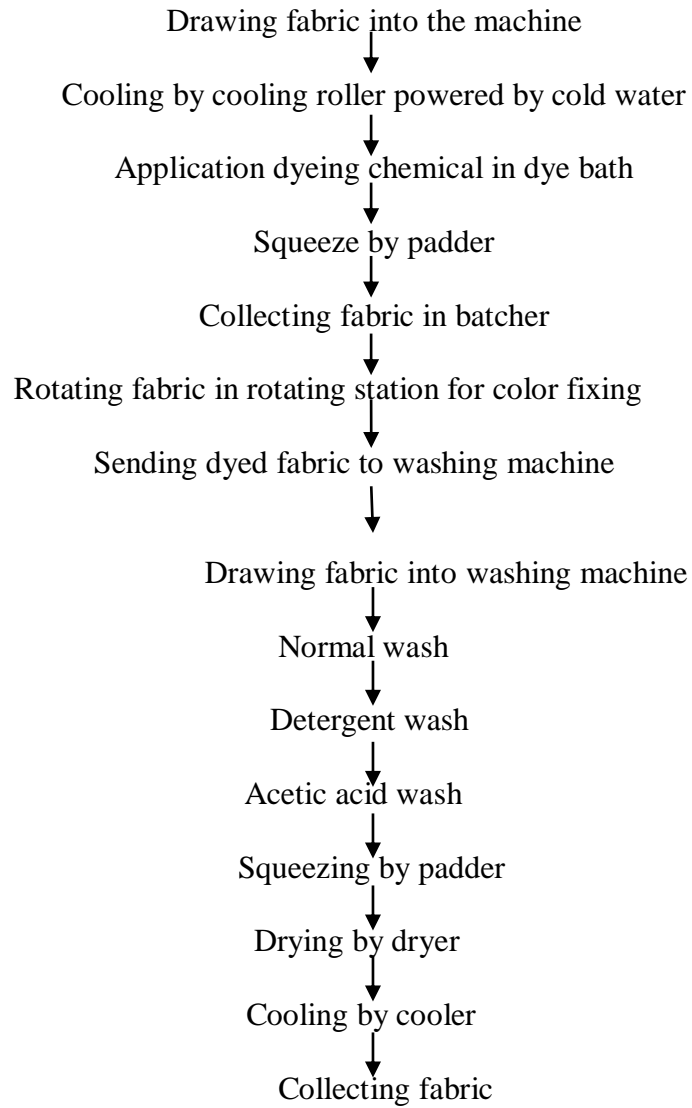 Drawing fabric into the machine
Cooling by cooling roller powered by cold water
Application dyeing chemical in dye bath
Squeeze by padder
Collecting fabric in batcher
Rotating fabric in rotating station for color fixing
Sending dyed fabric to washing machine
Drawing fabric into washing machine
Normal wash
Detergent wash
Acetic acid wash
Squeezing by padder
Drying by dryer
Cooling by cooler
Collecting fabric